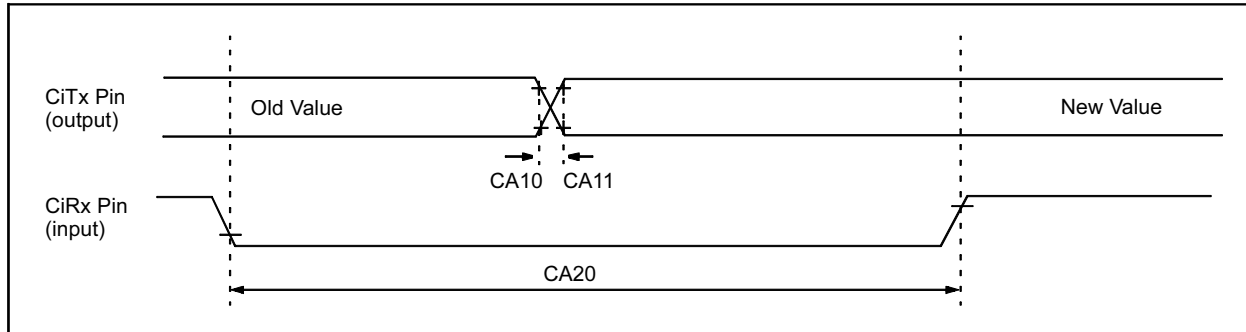 CiTx Pin
(output)
Old Value
New Value
CA10
CA11
CiRx Pin
(input)
CA20